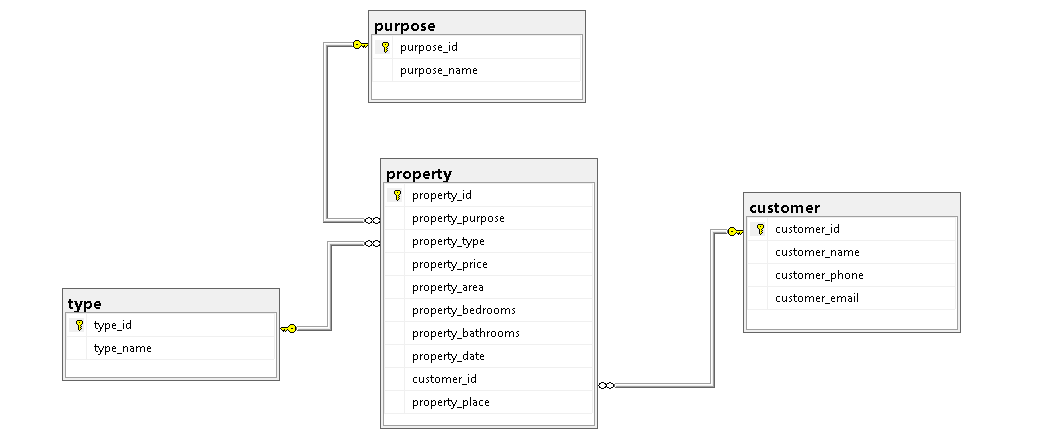 purpose
purpose_id
purpose_name
property
property_id
property_purpose
property_type
property_price
property_area
property_bedrooms
property_bathrooms
property_date
customer_id
property_place
customer
customer_id
customer_name
customer_phone
customer_email
type
type_id
type_name